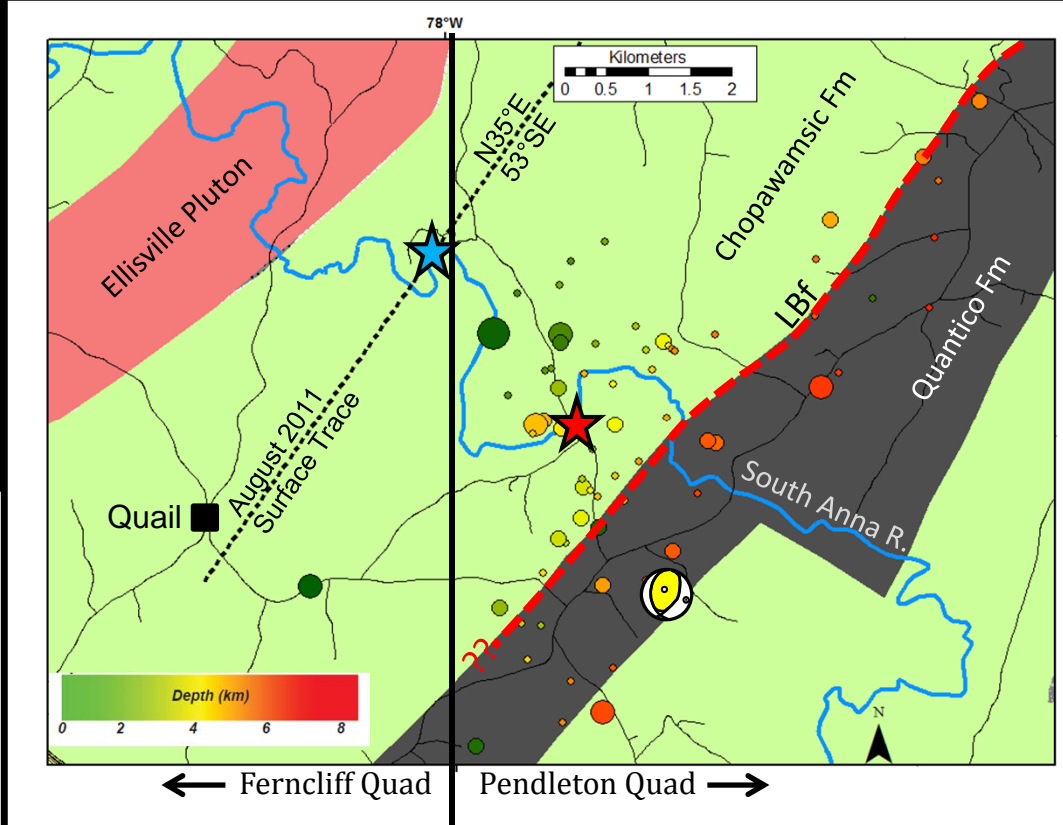 78°W
Kilometers
0 0.5 1 1.5 2
N35°E
53°SE
Chopawamsic Fm
Ellisville Pluton
LBf
Quantico Fm
August 2011
Surface Trace
South Anna R.
Quail
??
Depth (km)
0 2 4 6 8
N
Ferncliff Quad
Pendleton Quad